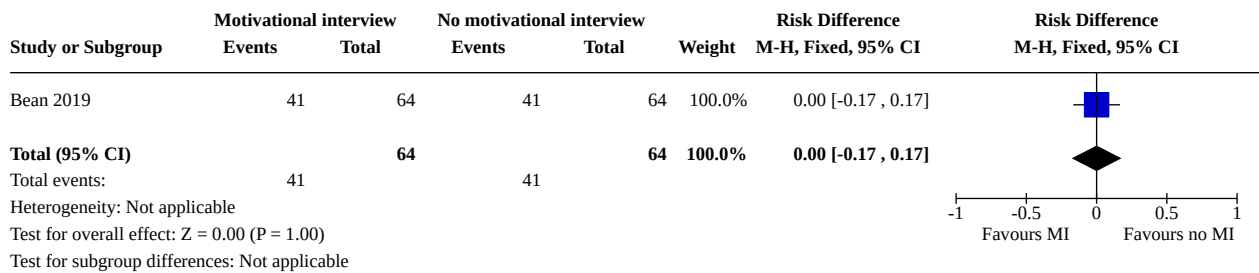 Motivational interview No motivational interview Risk Difference Risk Difference
Study or Subgroup Events Total Events Total Weight M-H, Fixed, 95% CI M-H, Fixed, 95% CI
Bean 2019 41 64 41 64 100.0% 0.00 [-0.17 , 0.17]
Total (95% CI) 64 64 100.0% 0.00 [-0.17 , 0.17]
Total events: 41 41
Heterogeneity: Not applicable
-1 -0.5 0 0.5 1
Test for overall effect: Z = 0.00 (P = 1.00) Favours MI Favours no MI
Test for subgroup differences: Not applicable